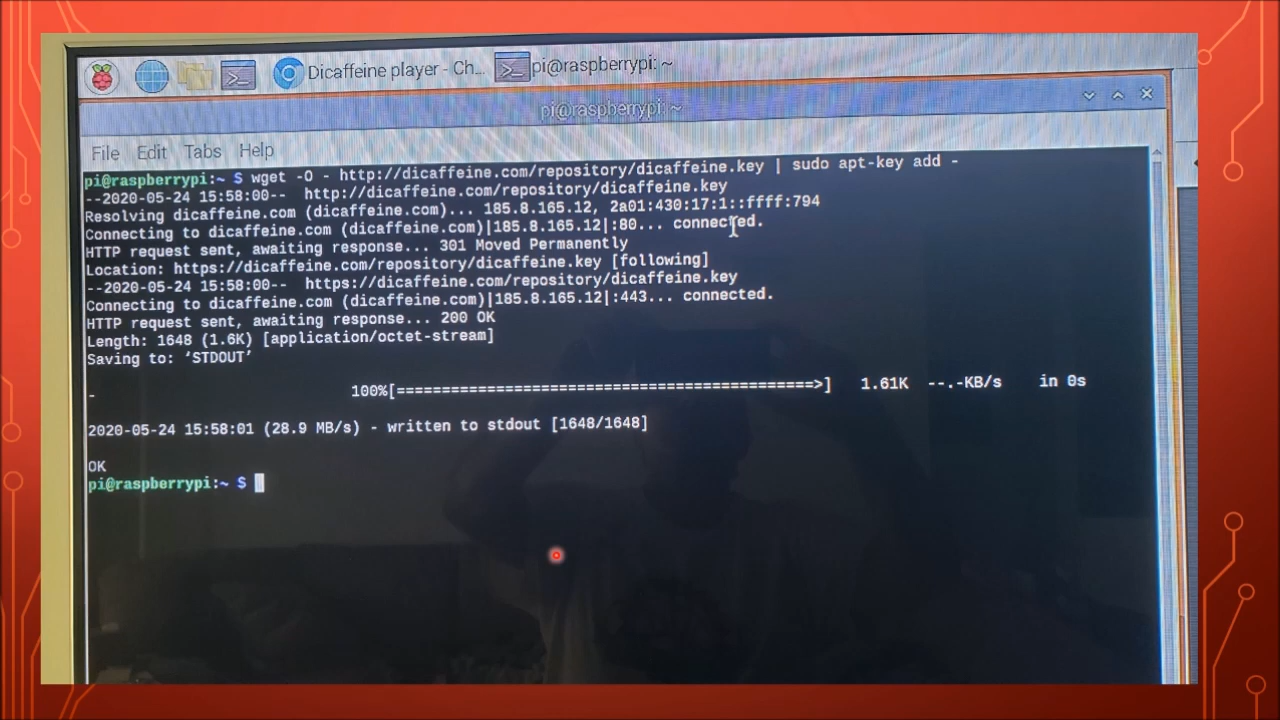 Dicaffeine player - Ch... pi@raspberrypi: ~
pi@raspberrypi: ~
File Edit Tabs Help
pi@raspberrypi:~ $ wget -O - http://dicaffeine.com/repository/dicaffeine.key | sudo apt-key add -
--2020-05-24 15:58:00-- http://dicaffeine.com/repository/dicaffeine.key
Resolving dicaffeine.com (dicaffeine.com)... 185.8.165.12, 2a01:430:17:1::ffff:794
Connecting to dicaffeine.com (dicaffeine.com)|185.8.165.12|:80... connected.
HTTP request sent, awaiting response... 301 Moved Permanently
Location: https://dicaffeine.com/repository/dicaffeine.key [following]
--2020-05-24 15:58:00-- https://dicaffeine.com/repository/dicaffeine.key
Connecting to dicaffeine.com (dicaffeine.com)|185.8.165.12|:443... connected.
HTTP request sent, awaiting response... 200 OK
Length: 1648 (1.6K) [application/octet-stream]
Saving to: ‘STDOUT’
- 100%[=============================================>] 1.61K --.-KB/s in 0s
2020-05-24 15:58:01 (28.9 MB/s) - written to stdout [1648/1648]
OK
pi@raspberrypi:~ $